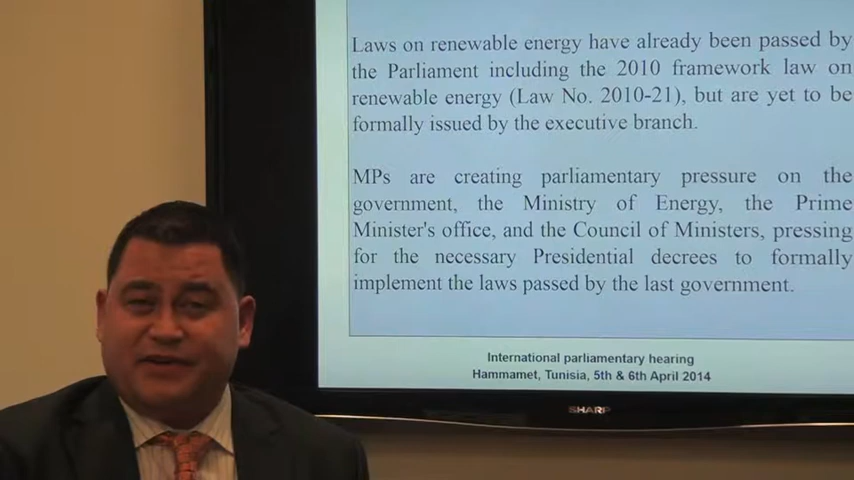 Laws on renewable energy have already been passed by
the Parliament including the 2010 framework law on
renewable energy (Law No. 2010-21), but are yet to be
formally issued by the executive branch.
MPs are creating parliamentary pressure on the
government, the Ministry of Energy, the Prime
Minister's office, and the Council of Ministers, pressing
for the necessary Presidential decrees to formally
implement the laws passed by the last government.
International parliamentary hearing
Hammamet, Tunisia, 5th & 6th April 2014
SHARP